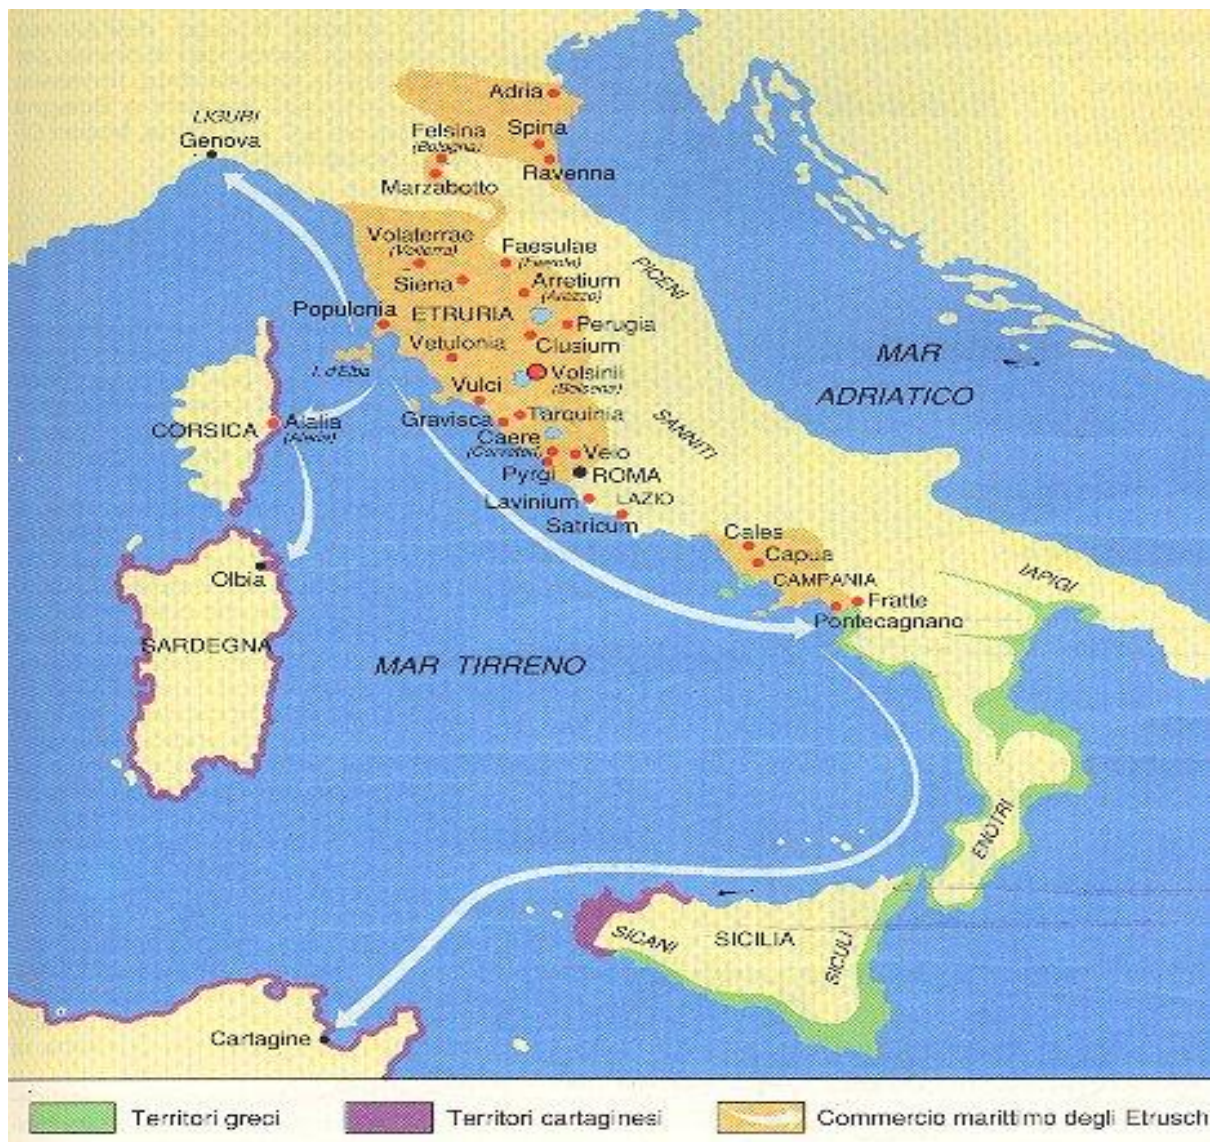 Adria
LIGURI
Genova
Felsina
(Bologna)
Spina
Ravenna
Marzabotto
Volaterrae
(Volterra)
Faesulae
(Fiesole)
PICENI
Siena
Arretium
(Arezzo)
Populonia
ETRURIA
Perugia
Vetulonia
Clusium
MAR
ADRIATICO
I. d'Elba
Volsinii
(Bolsena)
Vulci
Tarquinia
SANNITI
Gravisca
CORSICA
Alalia
(Aleria)
Caere
(Cerveteri)
Veio
Pyrgi
ROMA
Lavinium
LAZIO
Satricum
Cales
Capua
Olbia
CAMPANIA
IAPIGI
Fratte
Pontecagnano
SARDEGNA
MAR TIRRENO
ENOTRI
SICANI
SICILIA
SICULI
Cartagine
Territori greci
Territori cartaginesi
Commercio marittimo degli Etrusch